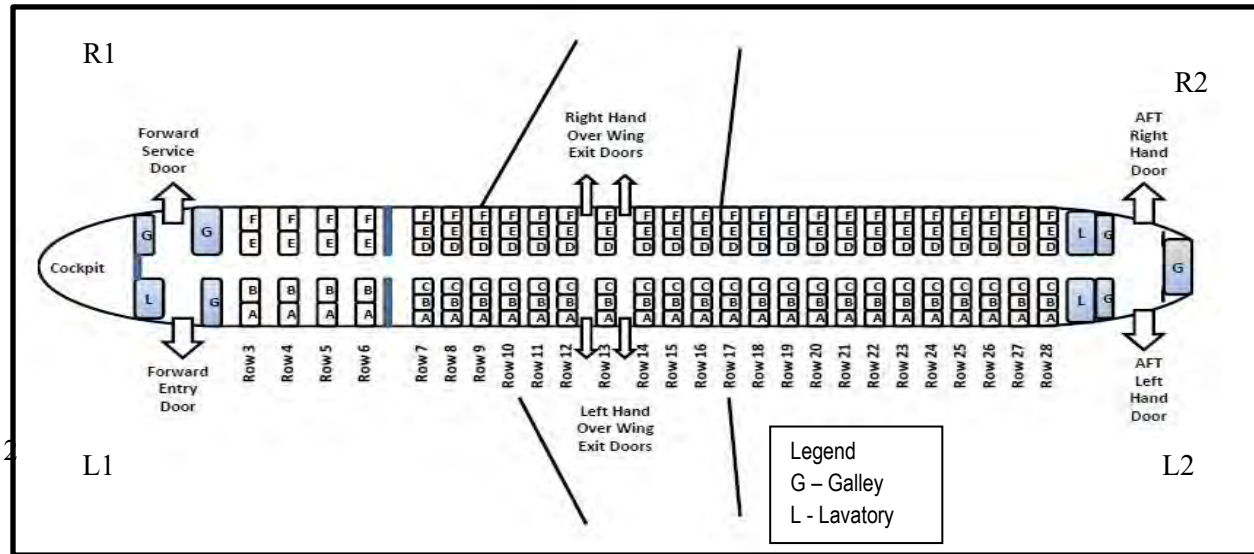 R1
R2
Forward
Service
Door
Right Hand
Over Wing
Exit Doors
AFT
Right
Hand
Door
G
G
F F F F F F F F F F F F F F F F F F F F F F F F F F
E E E E E E E E E E E E E E E E E E E E E E E E E E
D D D D D D D D D D D D D D D D D D D D D D
L
G
Cockpit
G
L
G
C C C C C C C C C C C C C C C C C C C C C C
B B B B B B B B B B B B B B B B B B B B B B B B B B
A A A A A A A A A A A A A A A A A A A A A A A A A A
L
G
Row 3
Row 4
Row 5
Row 6
Row 7
Row 8
Row 9
Row 10
Row 11
Row 12
Row 13
Row 14
Row 15
Row 16
Row 17
Row 18
Row 19
Row 20
Row 21
Row 22
Row 23
Row 24
Row 25
Row 26
Row 27
Row 28
Forward
Entry
Door
Left Hand
Over Wing
Exit Doors
AFT
Left
Hand
Door
2
L1
Legend
G – Galley
L - Lavatory
L2